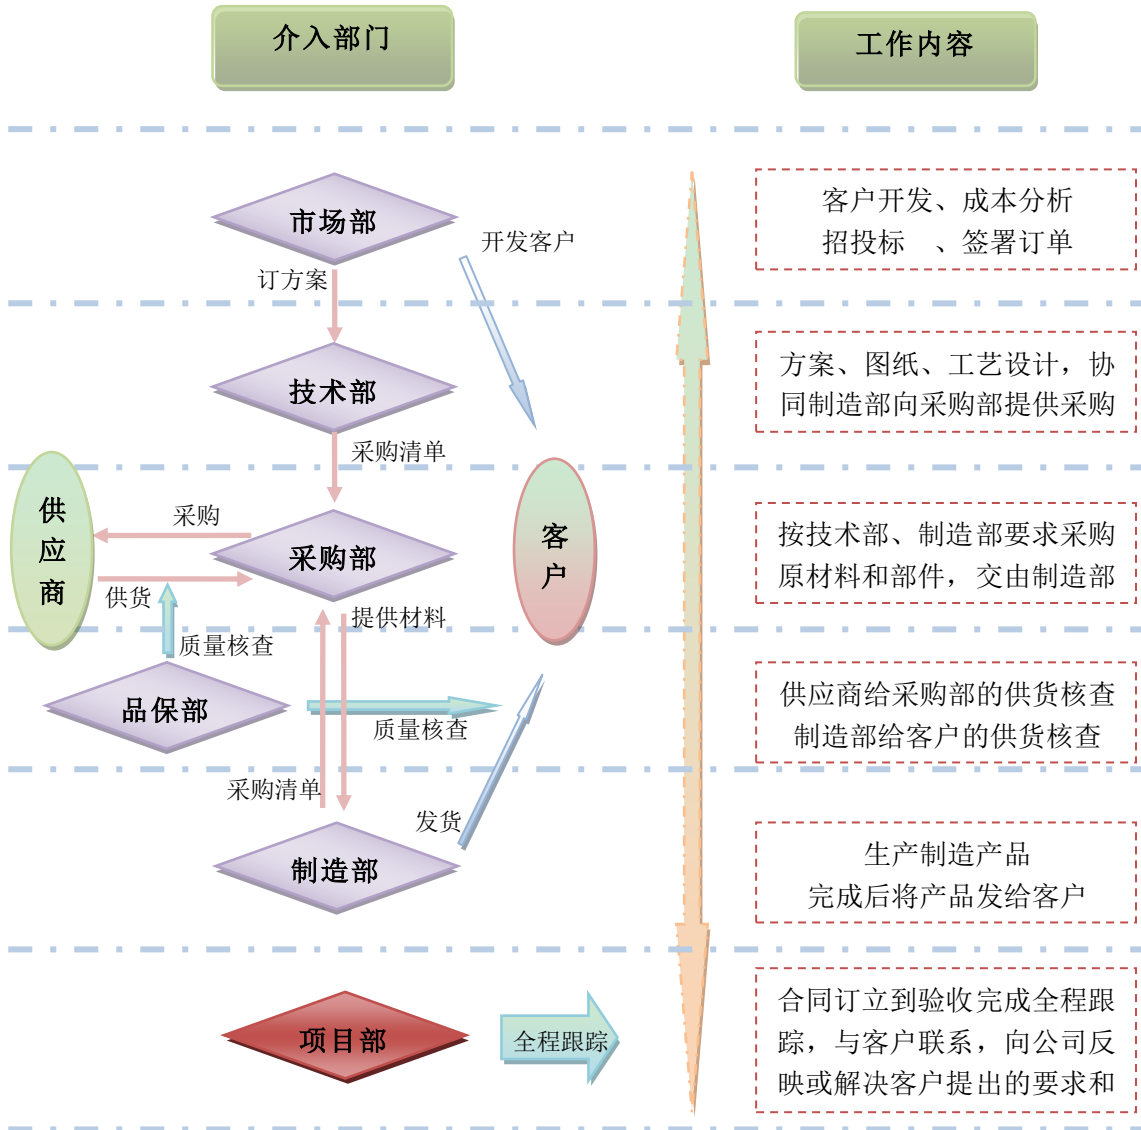 介入部门
工作内容
市场部
开发客户
订方案
客户开发、成本分析
招投标 、签署订单
技术部
采购清单
方案、图纸、工艺设计，协
同制造部向采购部提供采购
供
应
商
采购
供货
采购部
提供材料
客
户
按技术部、制造部要求采购
原材料和部件，交由制造部
质量核查
品保部
质量核查
采购清单
供应商给采购部的供货核查
制造部给客户的供货核查
发货
制造部
生产制造产品
完成后将产品发给客户
项目部
全程跟踪
合同订立到验收完成全程跟
踪，与客户联系，向公司反
映或解决客户提出的要求和